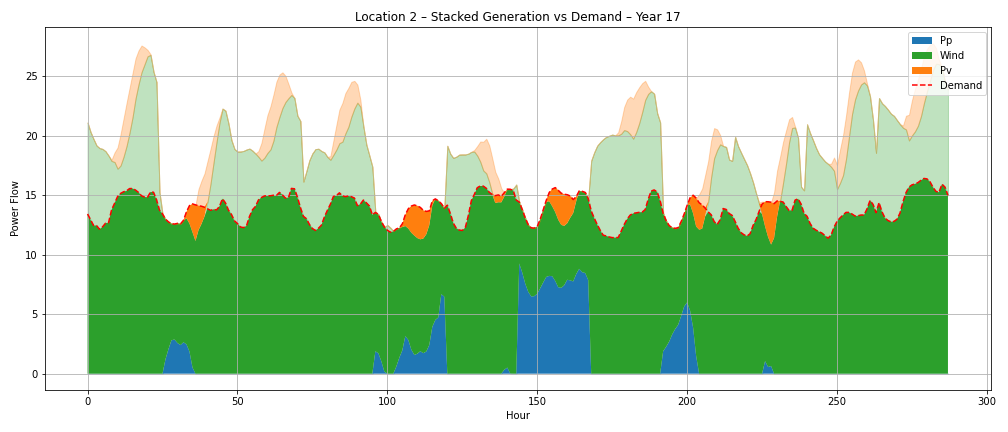 Location 2 – Stacked Generation vs Demand – Year 17
Pp
Wind
Pv
Demand
Power Flow
25
20
15
10
5
0
0 50 100 150 200 250 300
Hour